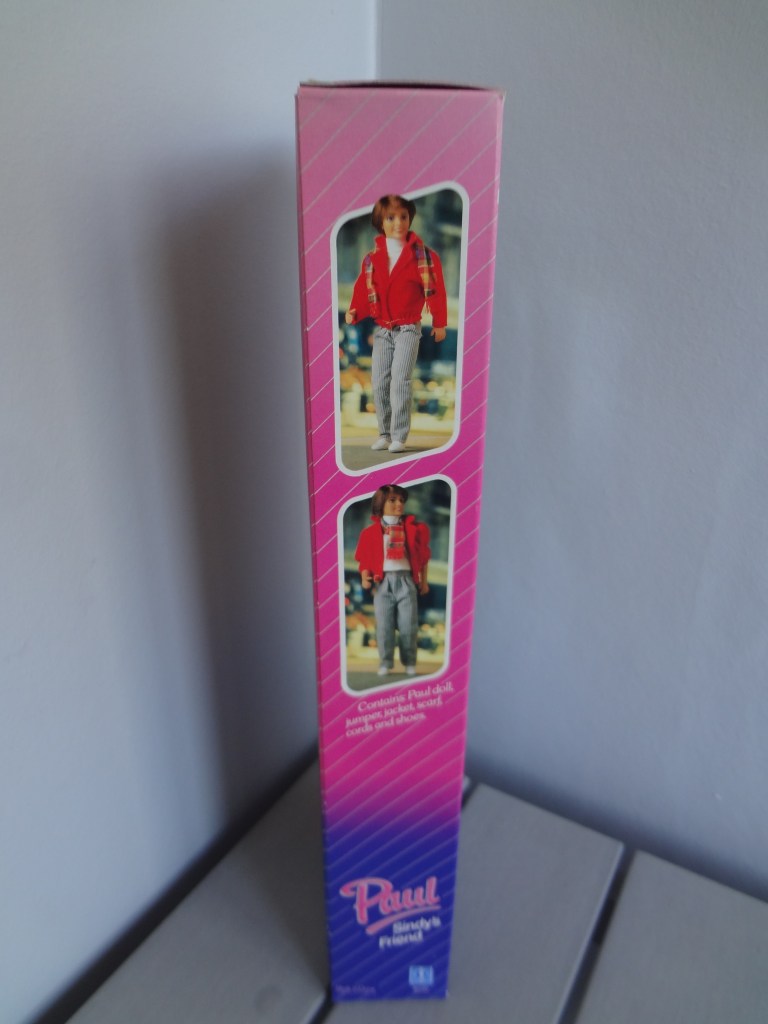 Contains: Paul doll,
jumper, jacket, scarf,
cords and shoes.
Paul
Sindy's
Friend